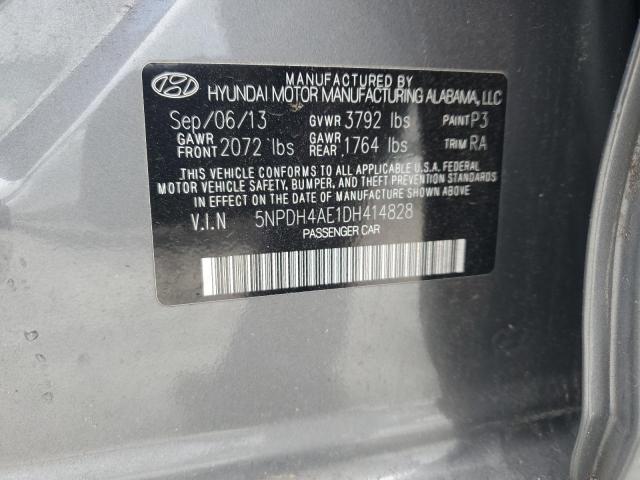 MANUFACTURED BY
HYUNDAI MOTOR MANUFACTURING ALABAMA, LLC
Sep/06/13 GVWR 3792 lbs PAINT P3
GAWR FRONT 2072 lbs GAWR REAR 1764 lbs TRIM RA
THIS VEHICLE CONFORMS TO ALL APPLICABLE U.S.A. FEDERAL
MOTOR VEHICLE SAFETY, BUMPER, AND THEFT PREVENTION
STANDARDS IN EFFECT ON THE DATE OF MANUFACTURE SHOWN ABOVE.
V.I.N 5NPDH4AE1DH414828
PASSENGER CAR